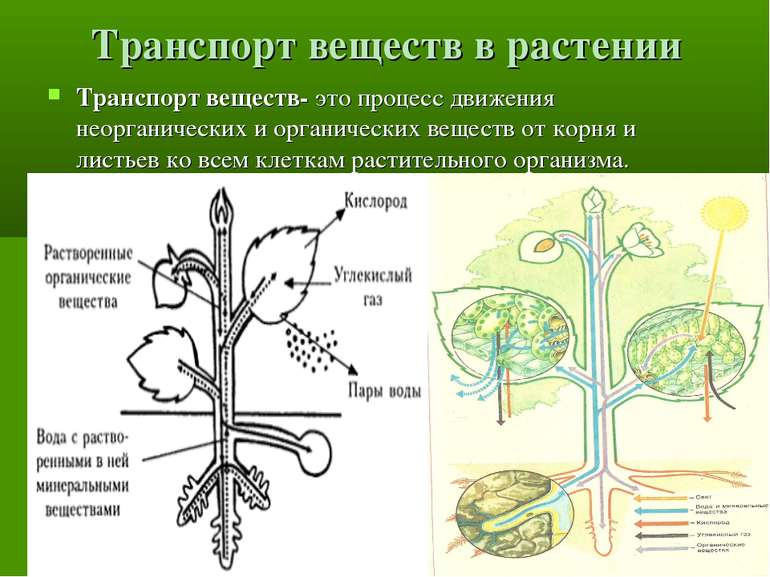 Транспорт веществ в растении
Транспорт веществ- это процесс движения
неорганических и органических веществ от корня и
листьев ко всем клеткам растительного организма.
Кислород
Растворенные
органические
вещества
Углекислый
газ
Пары воды
Вода с раство-
ренными в ней
минеральными
веществами
Свет
Вода и минеральные
вещества
Кислород
Углекислый газ
Органические
вещества